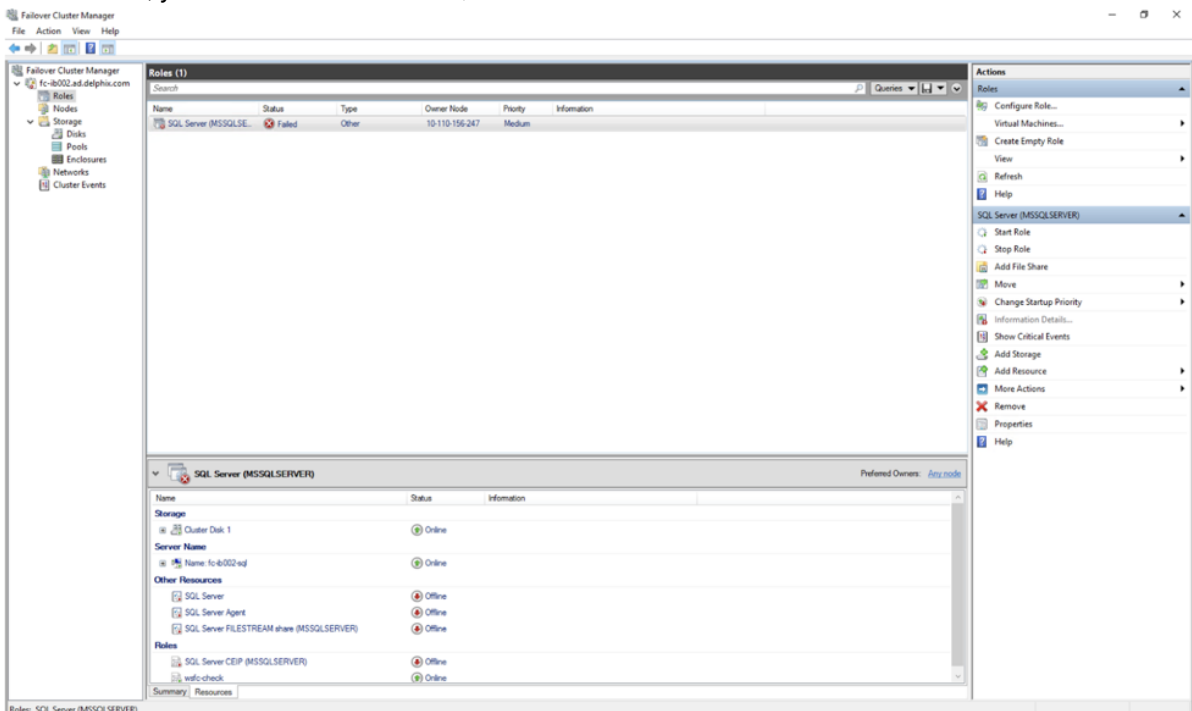 Failover Cluster Manager
File Action View Help
Failover Cluster Manager
fc-ib002.ad.delphix.com
Roles
Nodes
Storage
Disks
Pools
Enclosures
Networks
Cluster Events
Roles (1)
Search
Queries
Name Status Type Owner Node Priority Information
SQL Server (MSSQLSE... Failed Other 10-110-156-247 Medium
SQL Server (MSSQLSERVER) Preferred Owners: Any node
Name Status Information
Storage
Cluster Disk 1 Online
Server Name
Name: fc-ib002-sql Online
Other Resources
SQL Server Offline
SQL Server Agent Offline
SQL Server FILESTREAM share (MSSQLSERVER) Offline
Roles
SQL Server CEIP (MSSQLSERVER) Offline
wsfc-check Online
Summary Resources
Actions
Roles
Configure Role...
Virtual Machines...
Create Empty Role
View
Refresh
Help
SQL Server (MSSQLSERVER)
Start Role
Stop Role
Add File Share
Move
Change Startup Priority
Information Details...
Show Critical Events
Add Storage
Add Resource
More Actions
Remove
Properties
Help
Roles: SQL Server (MSSQLSERVER)